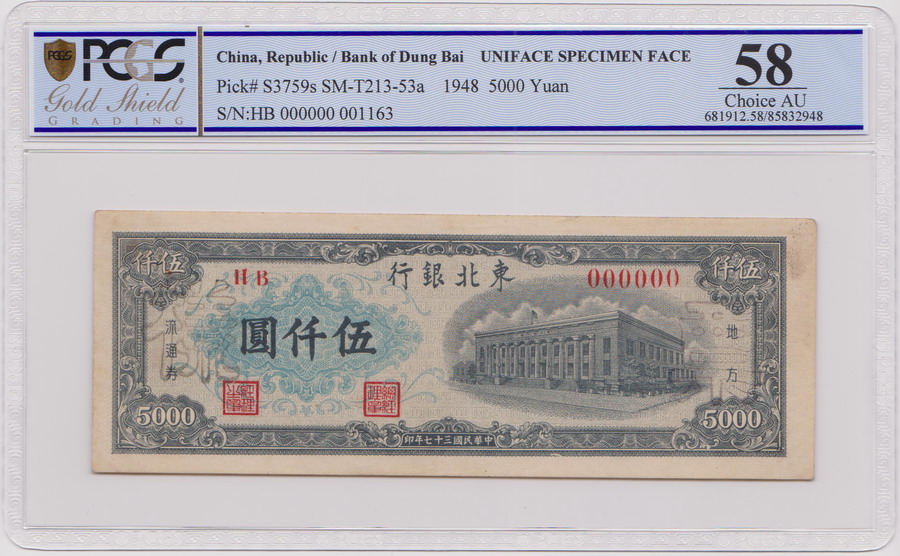 PCGS
PCGS
Gold Shield
GRADING
China, Republic / Bank of Dung Bai UNIFACE SPECIMEN FACE
Pick# S3759s SM-T213-53a 1948 5000 Yuan
S/N:HB 000000 001163
58
Choice AU
681912.58/85832948
仟伍
行銀北東
仟伍
HB
000000
圓仟伍
流通券
地方
5000
印年七十三國民華中
5000